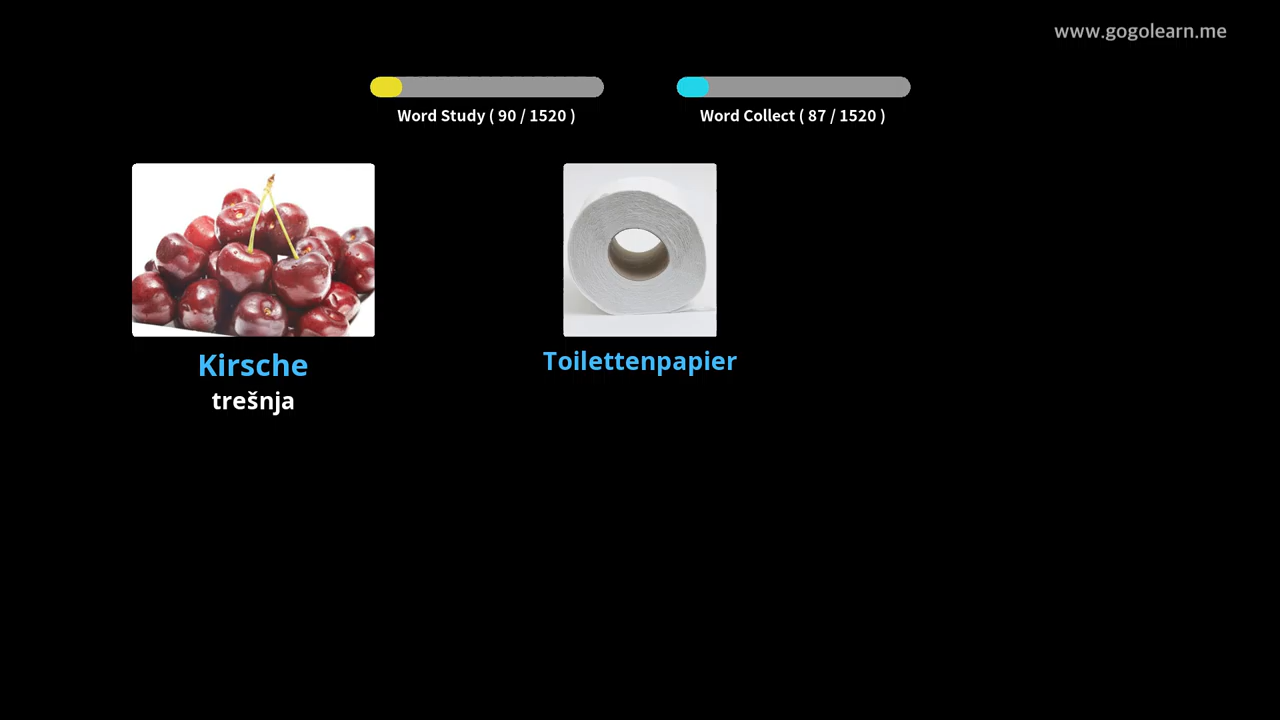 www.gogolearn.me
Word Study ( 90 / 1520 )
Word Collect ( 87 / 1520 )
Kirsche
trešnja
Toilettenpapier